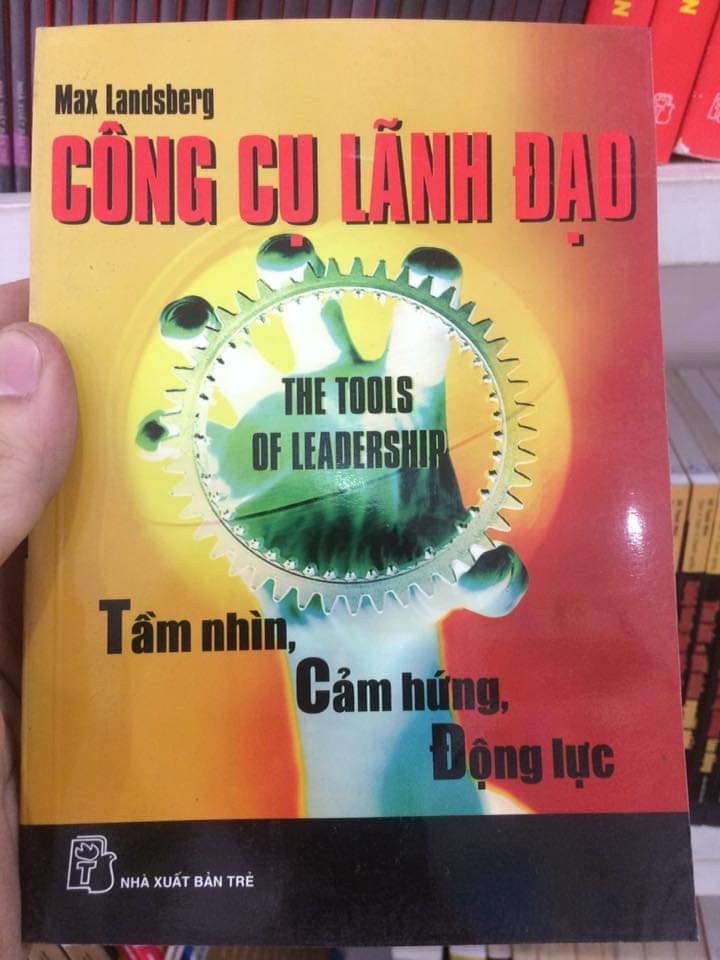 Max Landsberg
CÔNG CỤ LÃNH ĐẠO
THE TOOLS
OF LEADERSHIP
Tầm nhìn,
Cảm hứng,
Động lực
NHÀ XUẤT BẢN TRẺ